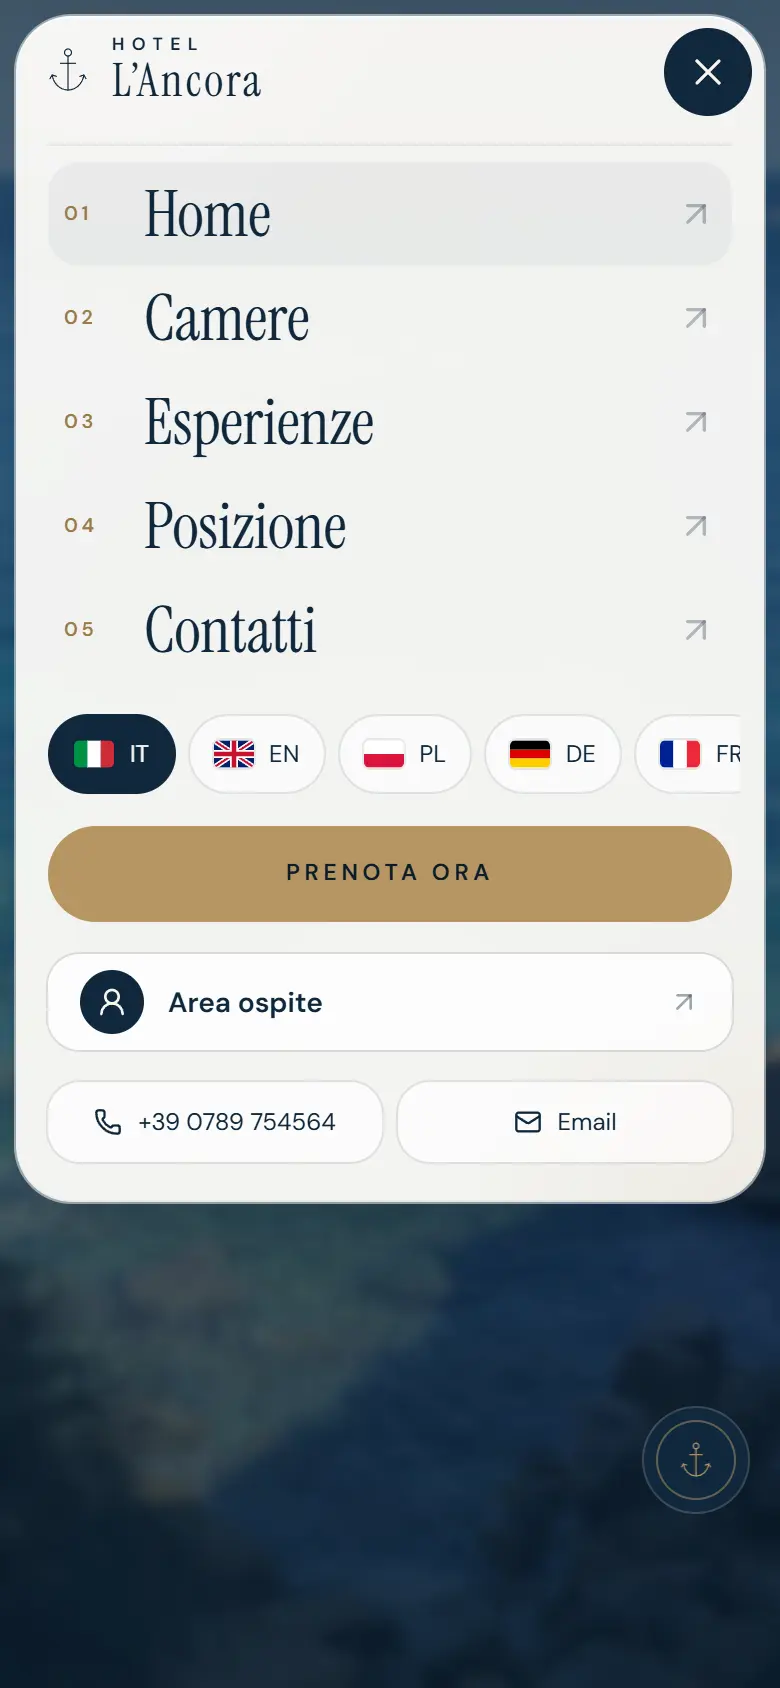 HOTEL
L'Ancora
01 Home
02 Camere
03 Esperienze
04 Posizione
05 Contatti
IT EN PL DE FR
PRENOTA ORA
Area ospite
+39 0789 754564 Email